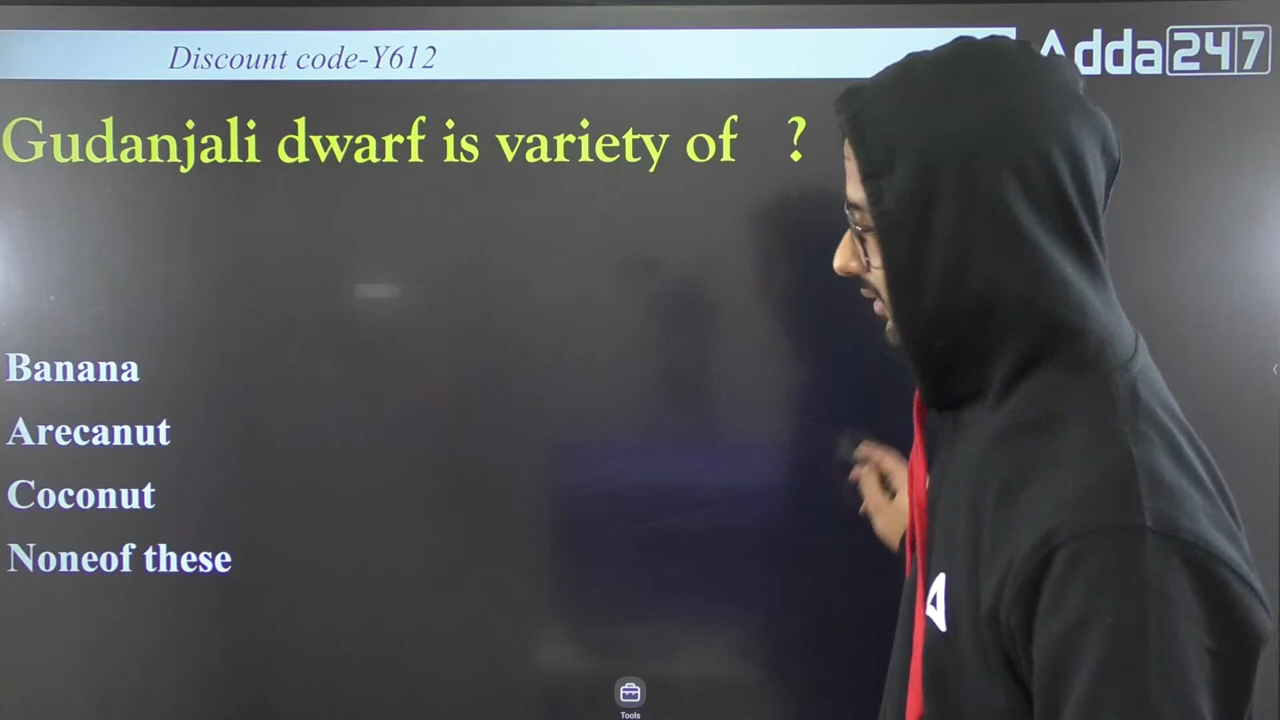 Discount code-Y612
Adda247
Gudanjali dwarf is variety of ?
Banana
Arecanut
Coconut
Noneof these
Tools